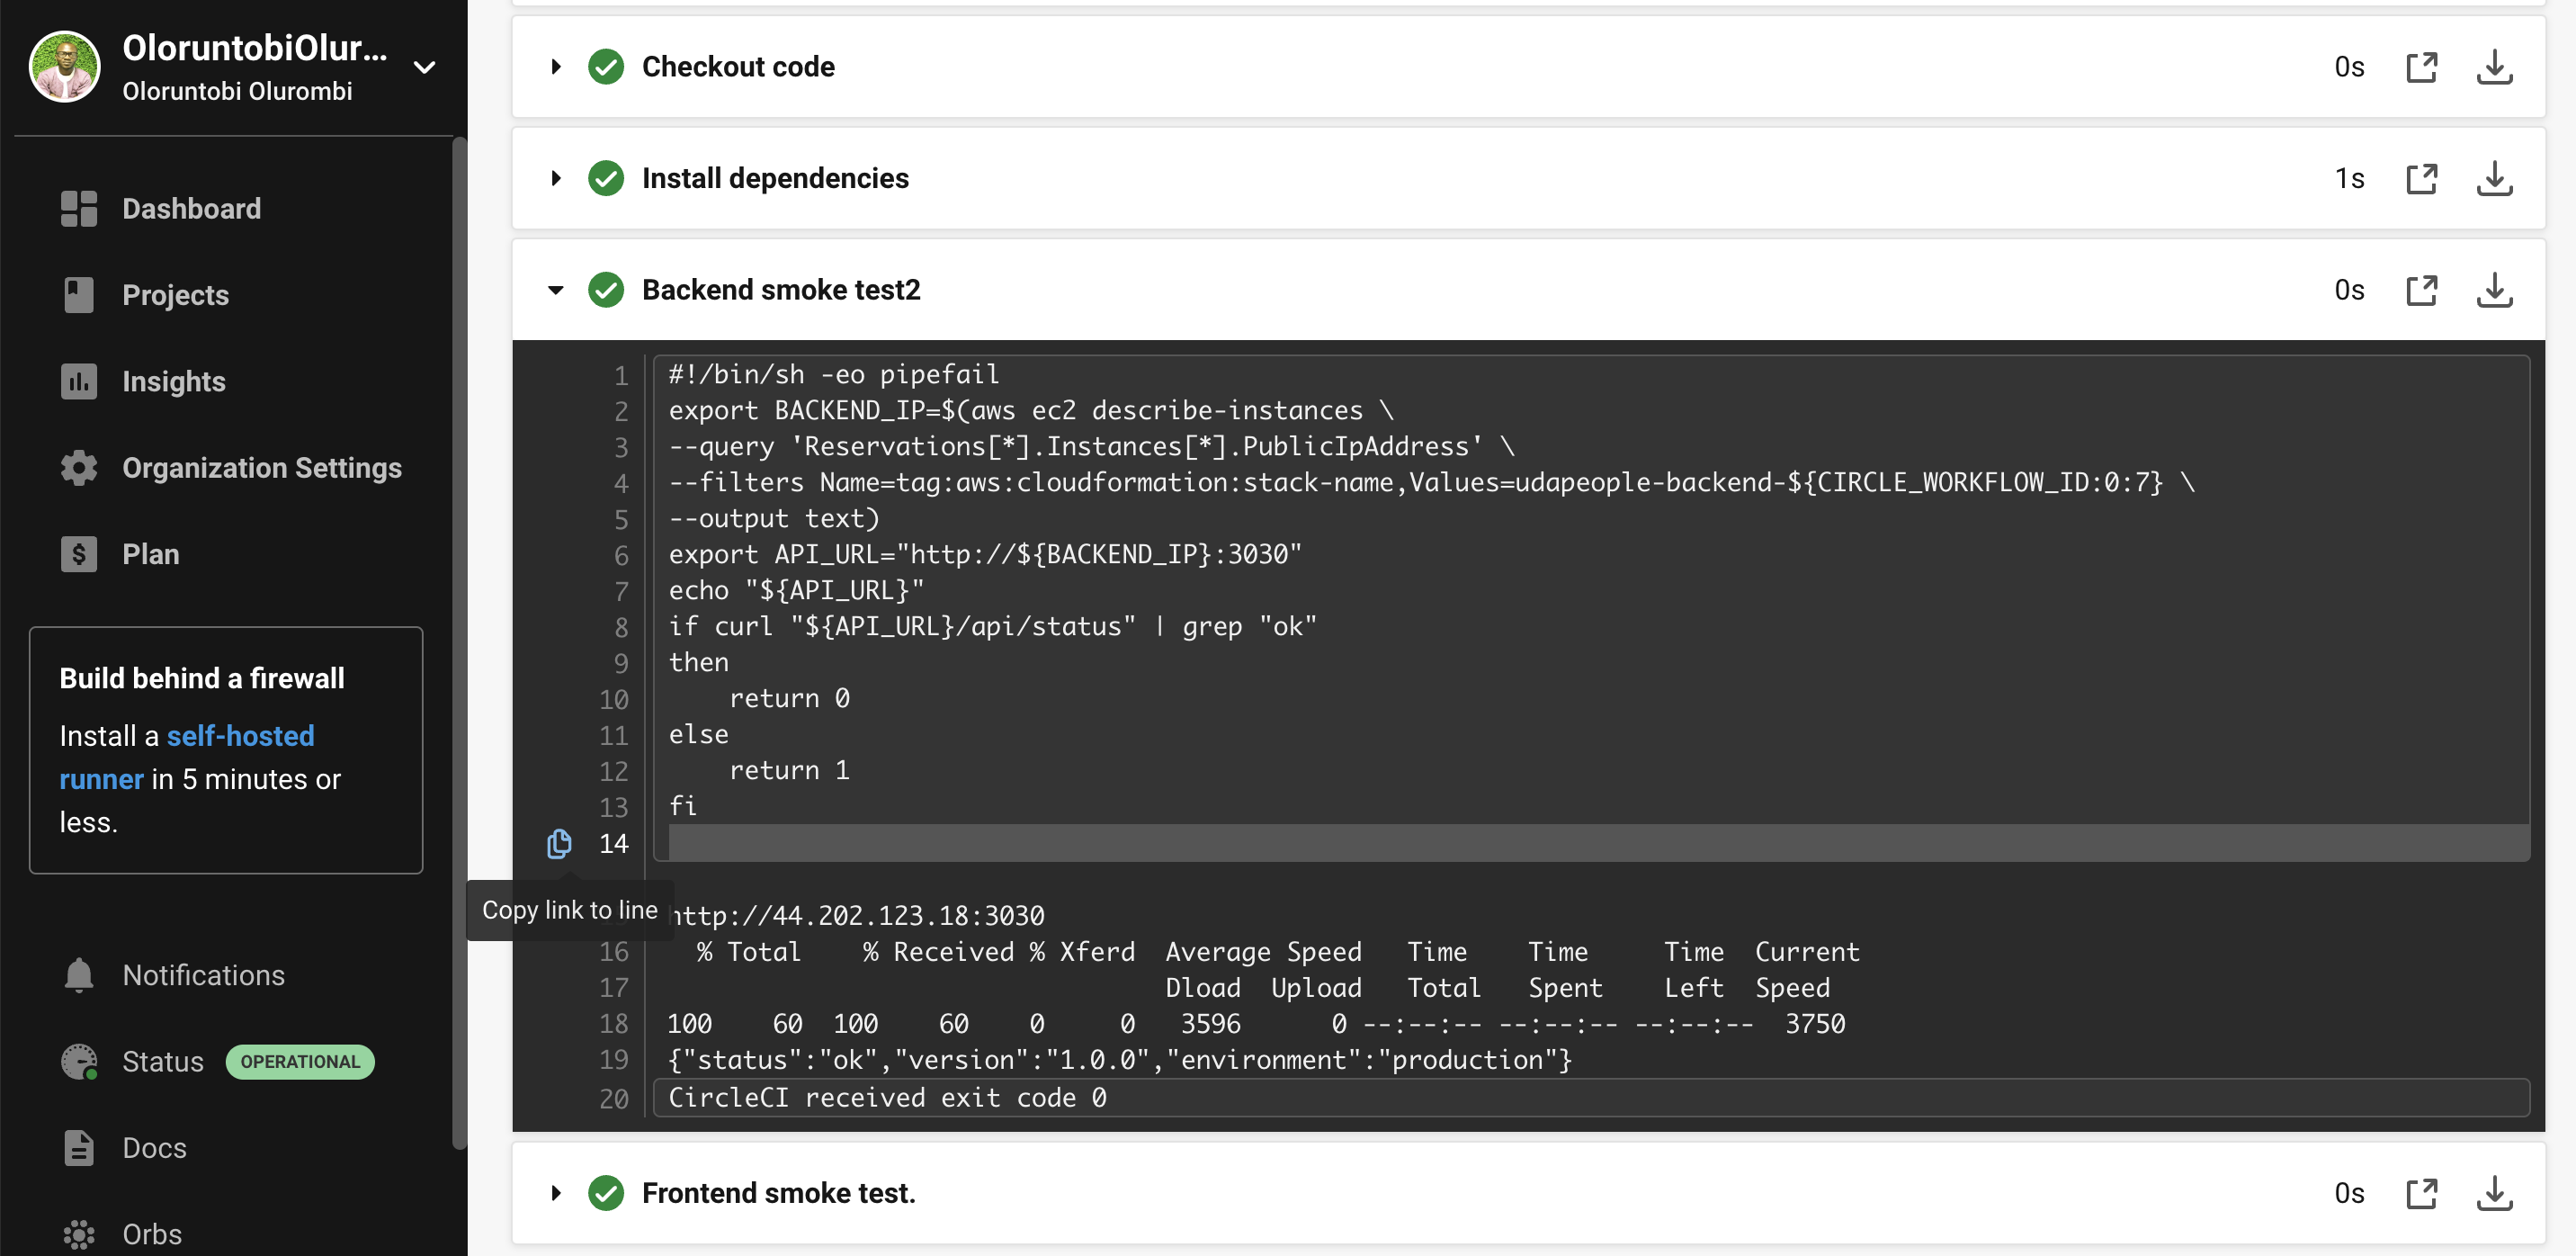 OloruntobiOlur...
Oloruntobi Olurombi
Dashboard
Projects
Insights
Organization Settings
Plan
Build behind a firewall
Install a self-hosted
runner in 5 minutes or
less.
Notifications
Status OPERATIONAL
Docs
Orbs
Checkout code 0s
Install dependencies 1s
Backend smoke test2 0s
1 #!/bin/sh -eo pipefail
2 export BACKEND_IP=$(aws ec2 describe-instances \
3 --query 'Reservations[*].Instances[*].PublicIpAddress' \
4 --filters Name=tag:aws:cloudformation:stack-name,Values=udapeople-backend-${CIRCLE_WORKFLOW_ID:0:7} \
5 --output text)
6 export API_URL="http://${BACKEND_IP}:3030"
7 echo "${API_URL}"
8 if curl "${API_URL}/api/status" | grep "ok"
9 then
10     return 0
11 else
12     return 1
13 fi
14
Copy link to line
http://44.202.123.18:3030
16   % Total    % Received % Xferd  Average Speed   Time    Time     Time  Current
17                                  Dload  Upload   Total   Spent    Left  Speed
18 100    60  100    60    0     0   3596      0 --:--:-- --:--:-- --:--:--  3750
19 {"status":"ok","version":"1.0.0","environment":"production"}
20 CircleCI received exit code 0
Frontend smoke test. 0s